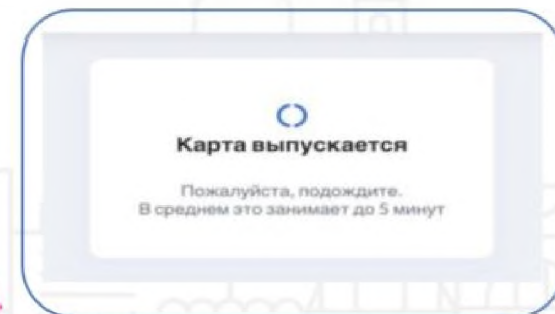 Карта выпускается
Пожалуйста, подождите.
В среднем это занимает до 5 минут